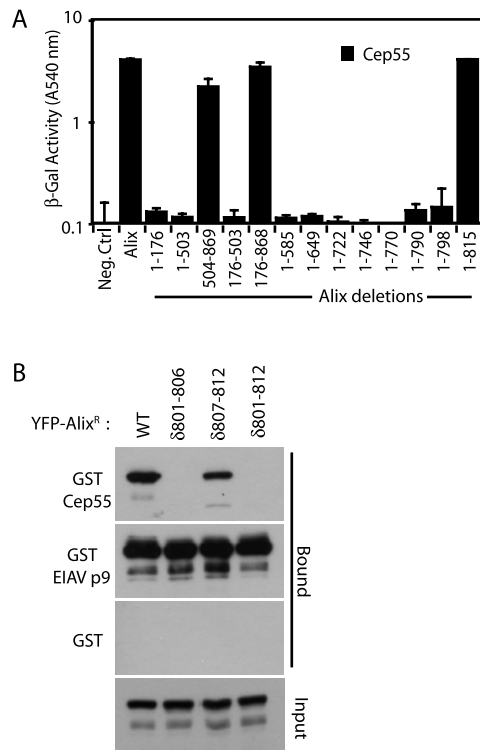 A
β-Gal Activity (A540 nm)
10
1
0.1
Cep55
Neg. Ctrl
Alix
1-176
1-503
504-869
176-503
176-868
1-585
1-649
1-722
1-746
1-770
1-790
1-798
1-815
Alix deletions
B
YFP-Alixᴿ :
WT
δ801-806
δ807-812
δ801-812
GST
Cep55
GST
EIAV p9
GST
Bound
Input